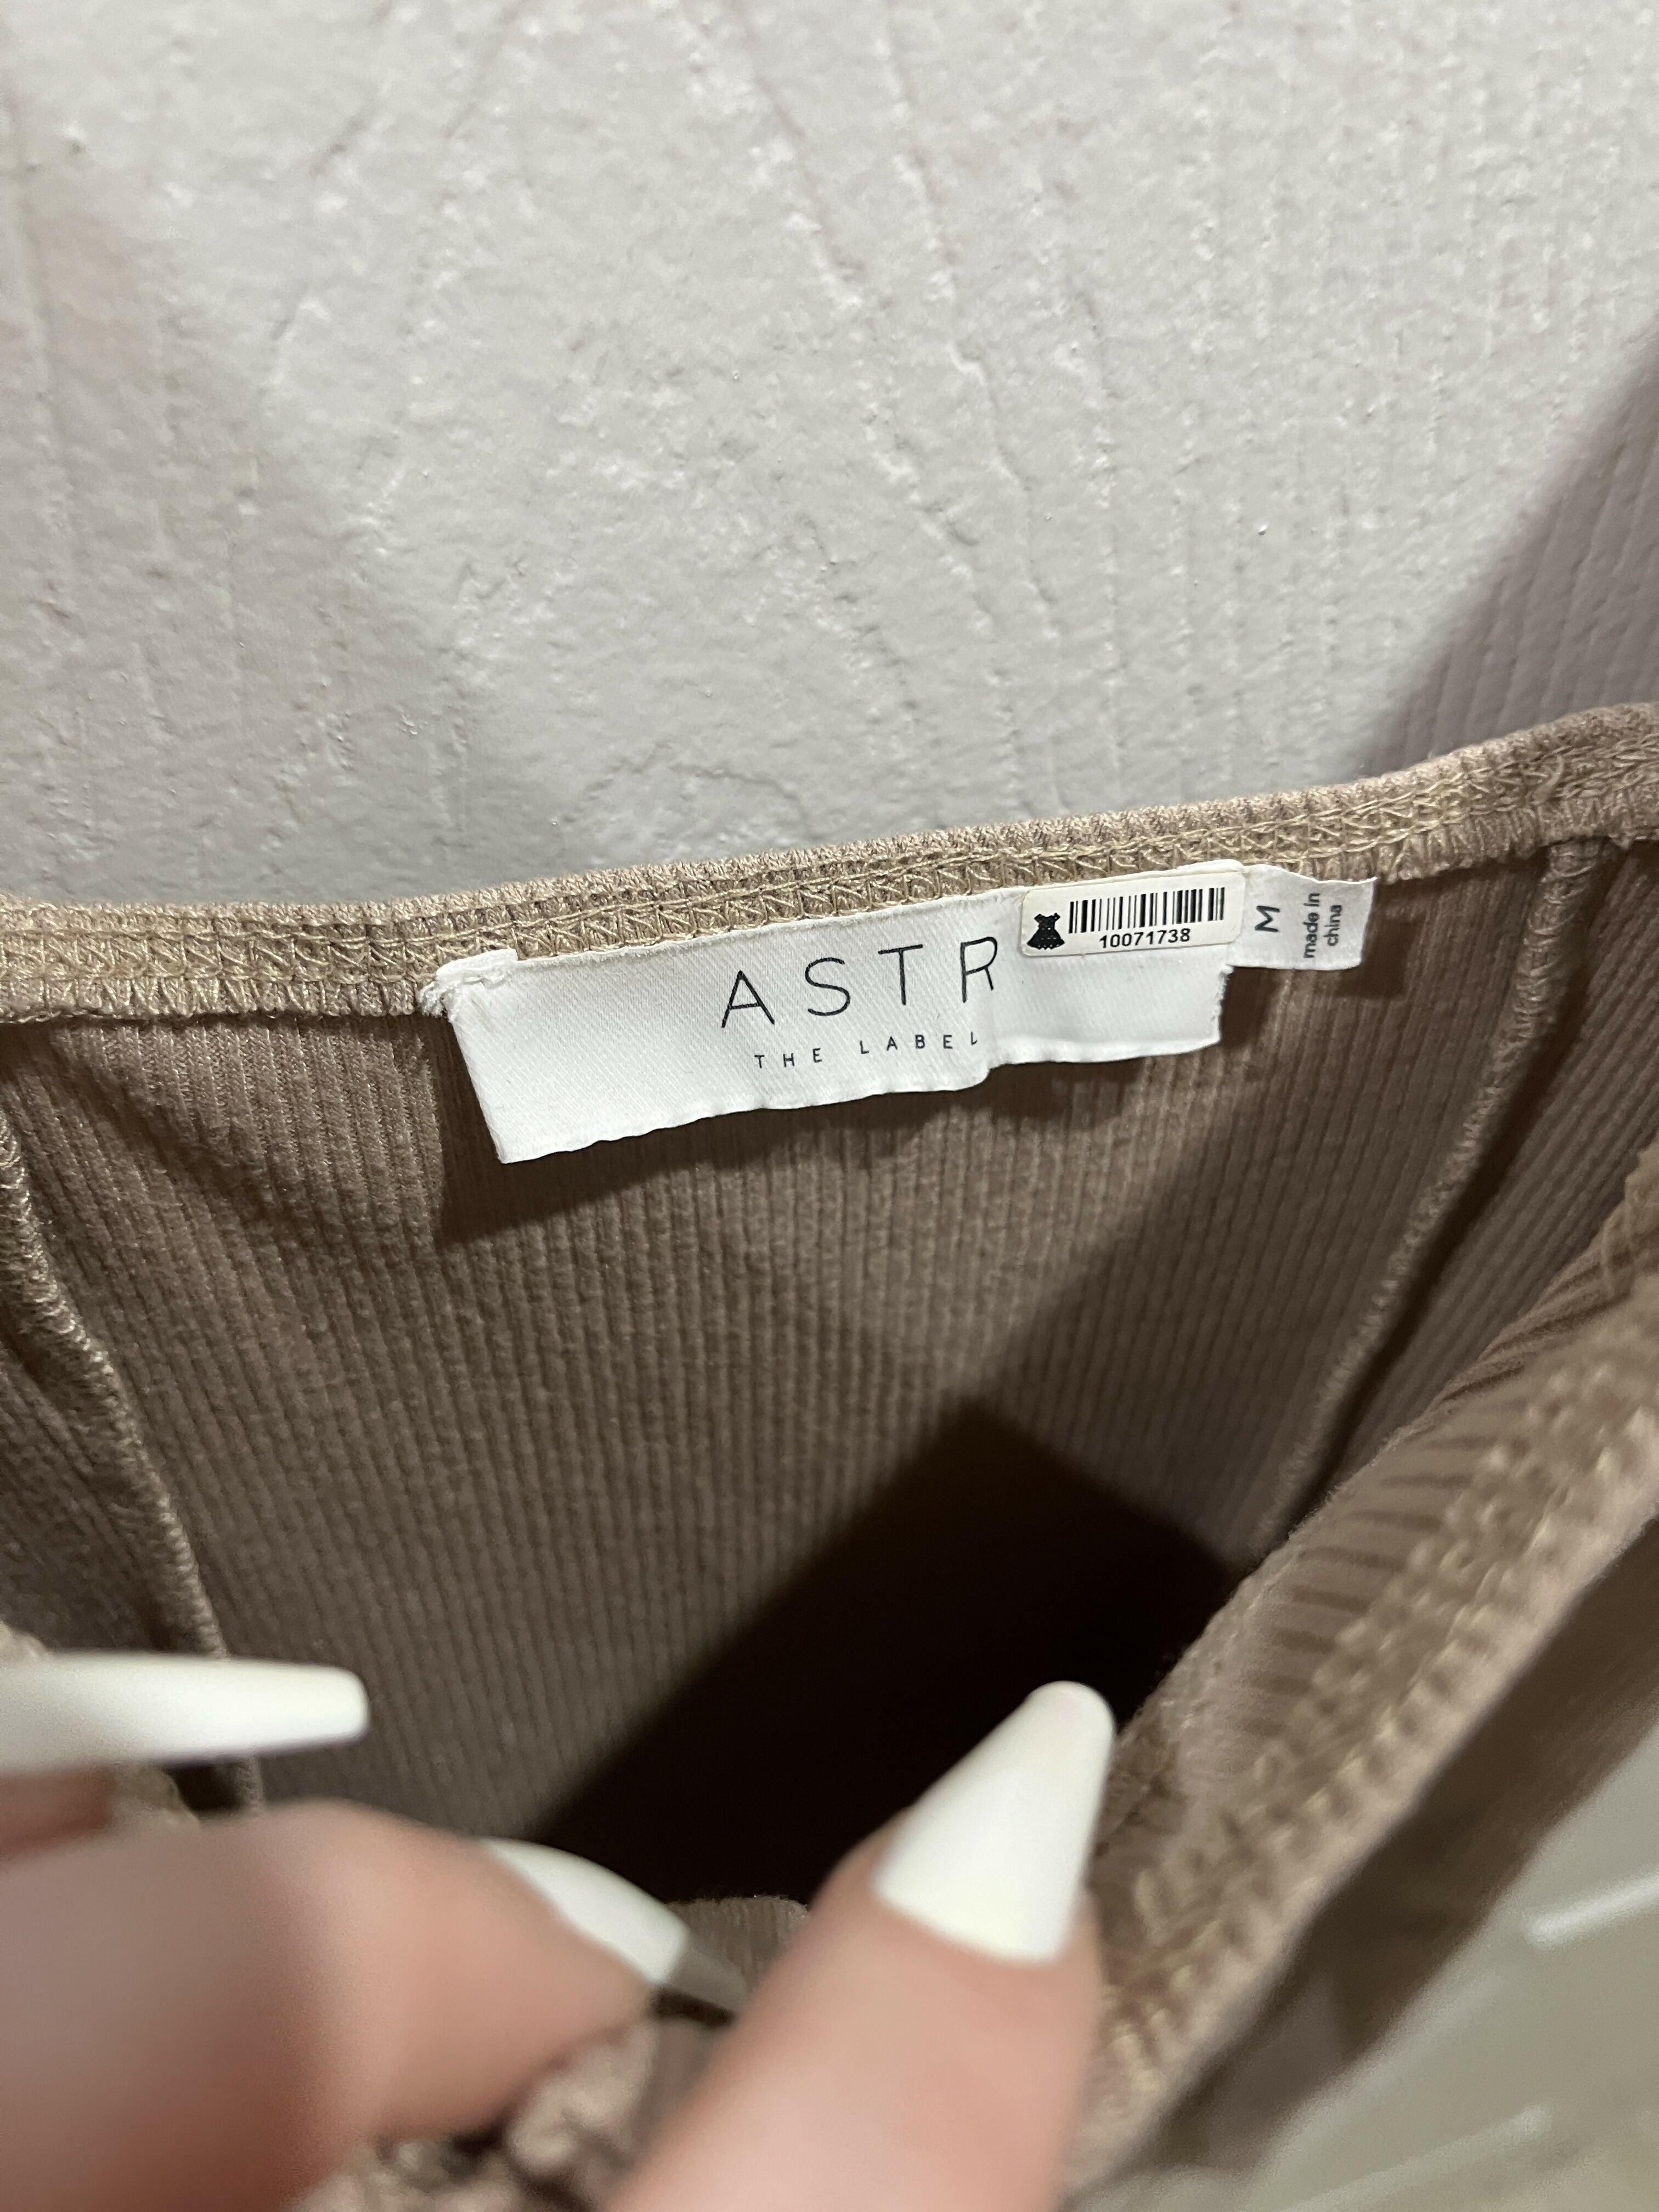 ASTR
THE LABEL
10071738
M
made in
china